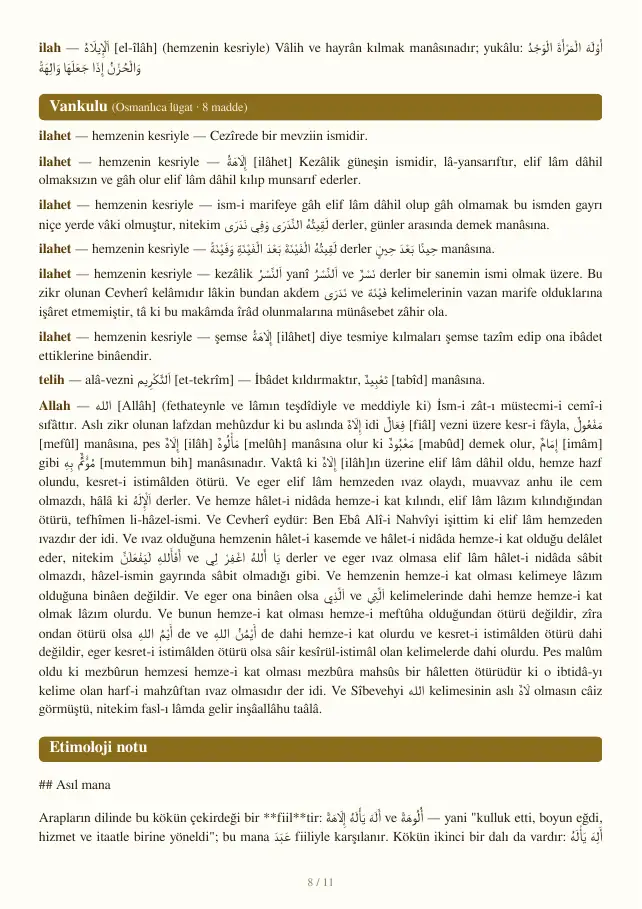 ilah — اَلْإِيلَاهُ [el-îlâh] (hemzenin kesriyle) Vâlih ve hayrân kılmak manâsınadır; yukâlu: أَوْلَهَ الْمَرْأَةَ الْوَجْدُ
وَالْحُزْنُ إِذَا جَعَلَهَا وَالِهَةً
Vankulu (Osmanlıca lügat · 8 madde)
ilahet — hemzenin kesriyle — Cezîrede bir mevziin ismidir.
ilahet — hemzenin kesriyle — إِلَاهَةُ [ilâhet] Kezâlik güneşin ismidir, lâ-yansarıftır, elif lâm dâhil
olmaksızın ve gâh olur elif lâm dâhil kılıp munsarıf ederler.
ilahet — hemzenin kesriyle — ism-i marifeye gâh elif lâm dâhil olup gâh olmamak bu ismden gayrı
niçe yerde vâki olmuştur, nitekim لَقِيتُهُ النَّدَرَى وَفِي نَدَرَى derler, günler arasında demek manâsına.
ilahet — hemzenin kesriyle — لَقِيتُهُ الْفَيْنَةَ بَعْدَ الْفَيْنَةِ وَفَيْنَةً derler حِينًا بَعْدَ حِينٍ manâsına.
ilahet — hemzenin kesriyle — kezâlik اَلنَّسْرُ yanî اَلنَّسْرُ ve نَسْرٌ derler bir sanemin ismi olmak üzere. Bu
zikr olunan Cevherî kelâmıdır lâkin bundan akdem نَدَرَى ve فَيْنَة kelimelerinin vazan marife olduklarına
işâret etmemiştir, tâ ki bu makâmda îrâd olunmalarına münâsebet zâhir ola.
ilahet — hemzenin kesriyle — şemse إِلَاهَةُ [ilâhet] diye tesmiye kılmaları şemse tazîm edip ona ibâdet
ettiklerine binâendir.
telih — alâ-vezni اَلتَّكْرِيم [et-tekrîm] — İbâdet kıldırmaktır, تَعْبِيدٌ [tabîd] manâsına.
Allah — الله [Allâh] (fethateynle ve lâmın teşdîdiyle ve meddiyle ki) İsm-i zât-ı müstecmi-i cemî-i
sıfâttır. Aslı zikr olunan lafzdan mehûzdur ki bu aslında إِلَاهٌ idi فِعَالٌ [fiâl] vezni üzere kesr-i fâyla, مَفْعُولٌ
[mefûl] manâsına, pes إِلَاهٌ [ilâh] مَأْلُوهٌ [melûh] manâsına olur ki مَعْبُودٌ [mabûd] demek olur, إِمَامٌ [imâm]
gibi مُؤْتَمٌّ بِهِ [mutemmun bih] manâsınadır. Vaktâ ki إِلَاهٌ [ilâh]ın üzerine elif lâm dâhil oldu, hemze hazf
olundu, kesret-i istimâlden ötürü. Ve eger elif lâm hemzeden ıvaz olaydı, muavvaz anhu ile cem
olmazdı, hâlâ ki اَلْإِلَهُ derler. Ve hemze hâlet-i nidâda hemze-i kat kılındı, elif lâm lâzım kılındığından
ötürü, tefhîmen li-hâzel-ismi. Ve Cevherî eydür: Ben Ebâ Alî-i Nahvîyi işittim ki elif lâm hemzeden
ıvazdır der idi. Ve ıvaz olduğuna hemzenin hâlet-i kasemde ve hâlet-i nidâda hemze-i kat olduğu delâlet
eder, nitekim أَفَأَللهِ لَيَفْعَلَنَّ ve يَا أَللهُ اغْفِرْ لِي derler ve eger ıvaz olmasa elif lâm hâlet-i nidâda sâbit
olmazdı, hâzel-ismin gayrında sâbit olmadığı gibi. Ve hemzenin hemze-i kat olması kelimeye lâzım
olduğuna binâen değildir. Ve eger ona binâen olsa اَلَّذِي ve اَلَّتِي kelimelerinde dahi hemze hemze-i kat
olmak lâzım olurdu. Ve bunun hemze-i kat olması hemze-i meftûha olduğundan ötürü değildir, zîra
ondan ötürü olsa أَيْمُ اللهِ de ve أَيْمُنُ اللهِ de dahi hemze-i kat olurdu ve kesret-i istimâlden ötürü dahi
değildir, eger kesret-i istimâlden ötürü olsa sâir kesîrül-istimâl olan kelimelerde dahi olurdu. Pes malûm
oldu ki mezbûrun hemzesi hemze-i kat olması mezbûra mahsûs bir hâletten ötürüdür ki o ibtidâ-yı
kelime olan harf-i mahzûftan ıvaz olmasıdır der idi. Ve Sîbevehyi الله kelimesinin aslı لَاهٌ olmasın câiz
görmüştü, nitekim fasl-ı lâmda gelir inşâallâhu taâlâ.
Etimoloji notu
## Asıl mana
Arapların dilinde bu kökün çekirdeği bir **fiil**tir: أَلَهَ يَأْلَهُ إِلَاهَةً ve أُلُوهَةً — yani "kulluk etti, boyun eğdi,
hizmet ve itaatle birine yöneldi"; bu mana عَبَدَ fiiliyle karşılanır. Kökün ikinci bir dalı da vardır: أَلِهَ يَأْلَهُ
8 / 11